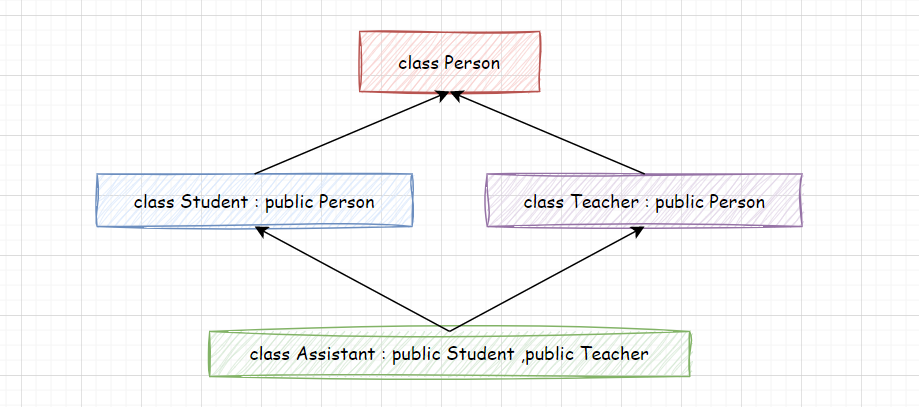 class Person
class Student : public Person
class Teacher : public Person
class Assistant : public Student ,public Teacher